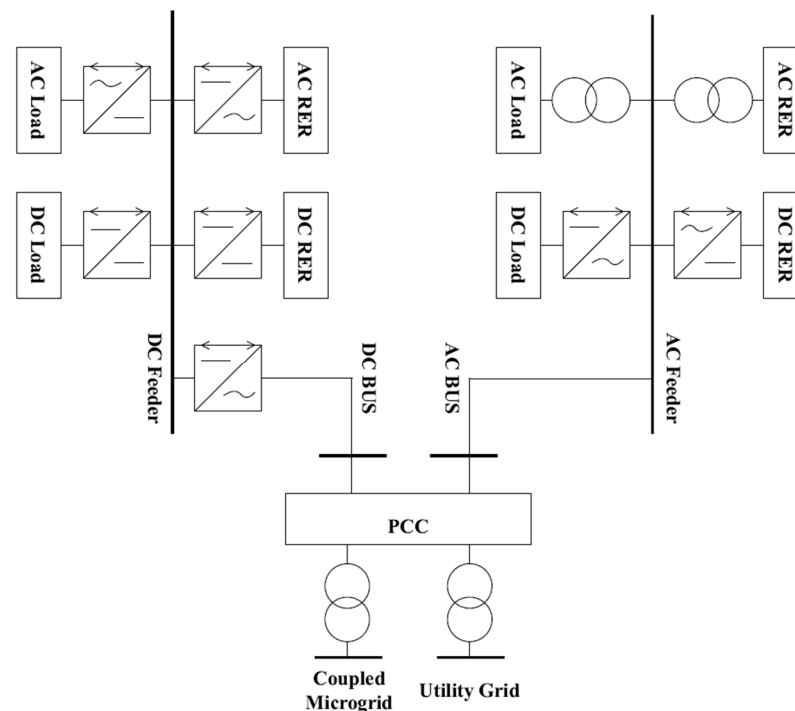 AC Load
AC RER
AC Load
AC RER
DC Load
DC RER
DC Load
DC RER
DC Feeder
DC BUS
AC BUS
AC Feeder
PCC
Coupled
Microgrid
Utility Grid